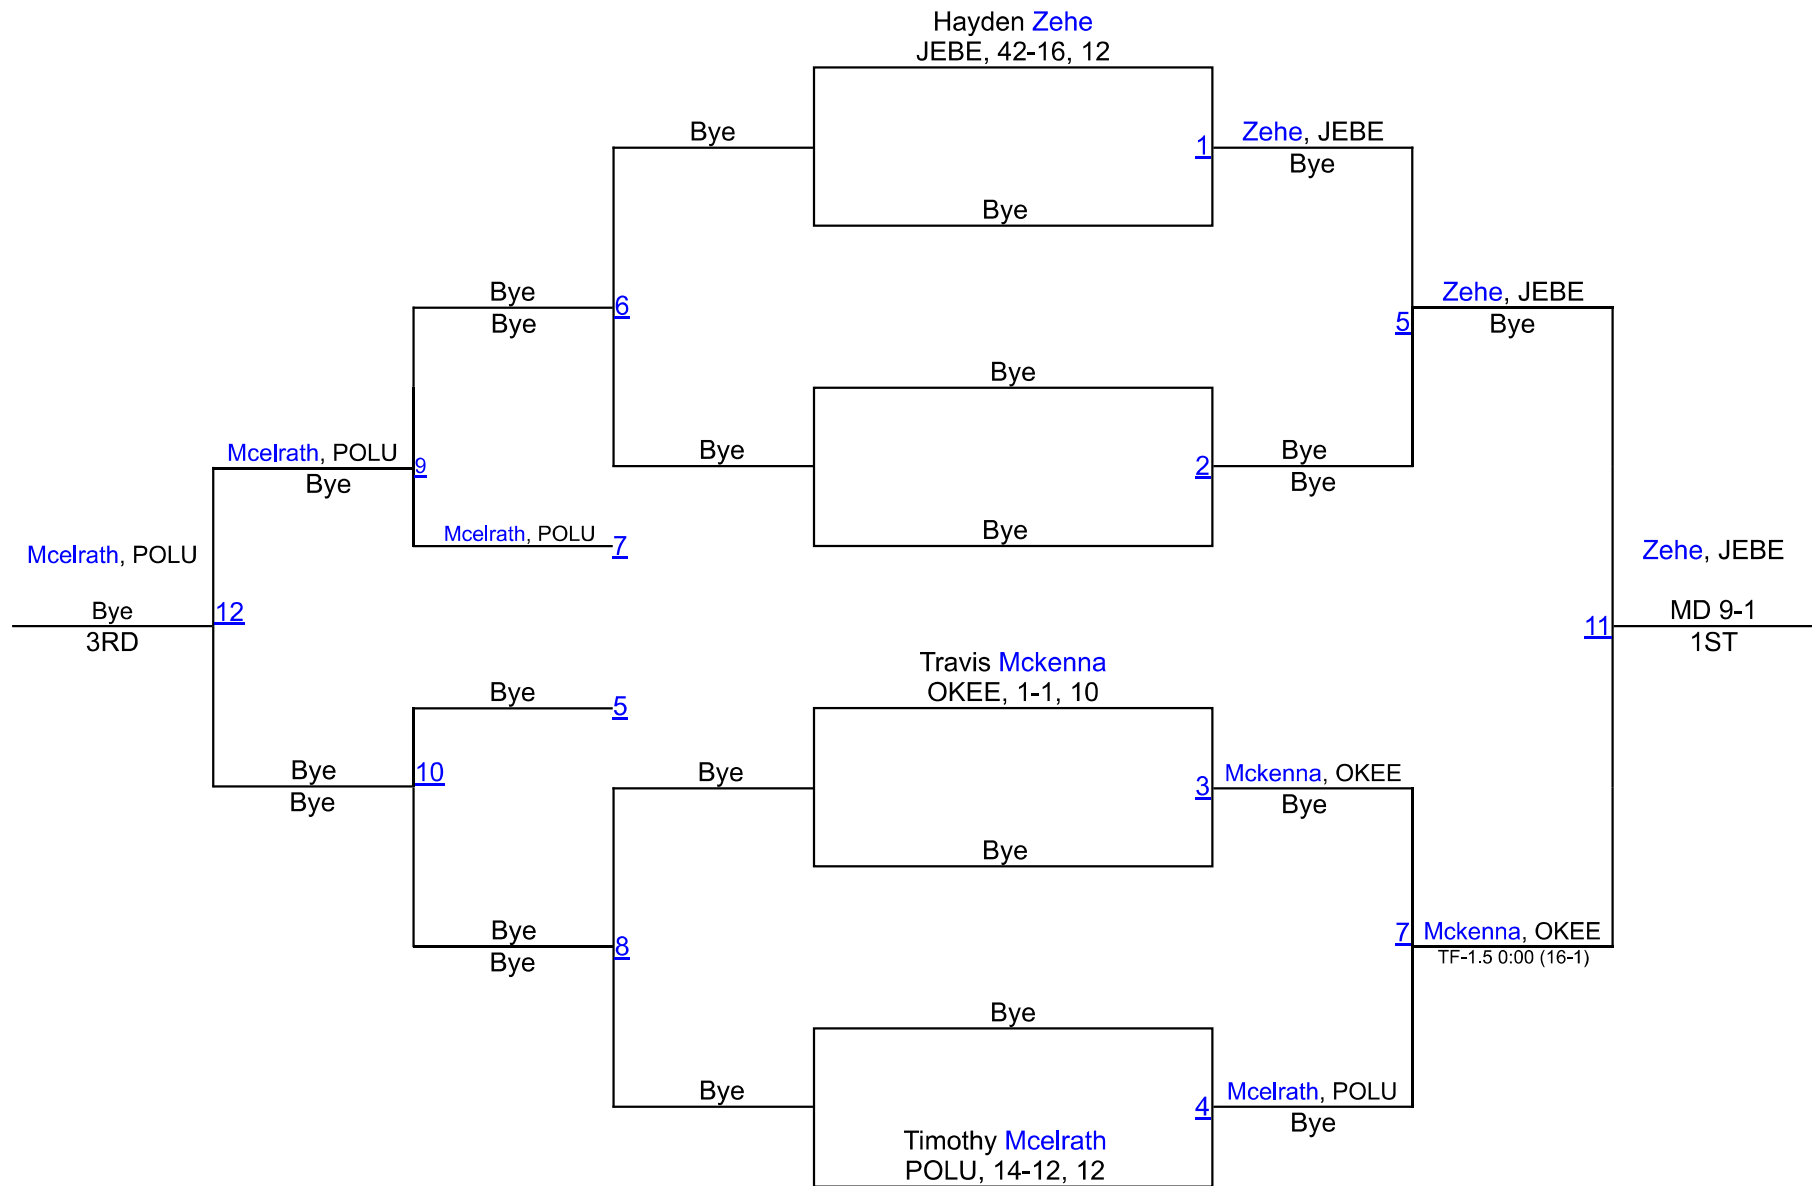 Hayden Zehe
JEBE, 42-16, 12
Bye
1
Zehe, JEBE
Bye
Bye
Bye
Bye
6
Zehe, JEBE
Bye
5
Bye
Bye
2
Bye
Bye
Bye
Mcelrath, POLU
Bye
9
Mcelrath, POLU
7
Mcelrath, POLU
Bye
3RD
12
Zehe, JEBE
MD 9-1
1ST
11
Travis Mckenna
OKEE, 1-1, 10
Bye
5
Bye
Bye
10
Bye
3
Mckenna, OKEE
Bye
Bye
Bye
Bye
8
7
Mckenna, OKEE
TF-1.5 0:00 (16-1)
Bye
Bye
4
Mcelrath, POLU
Bye
Timothy Mcelrath
POLU, 14-12, 12